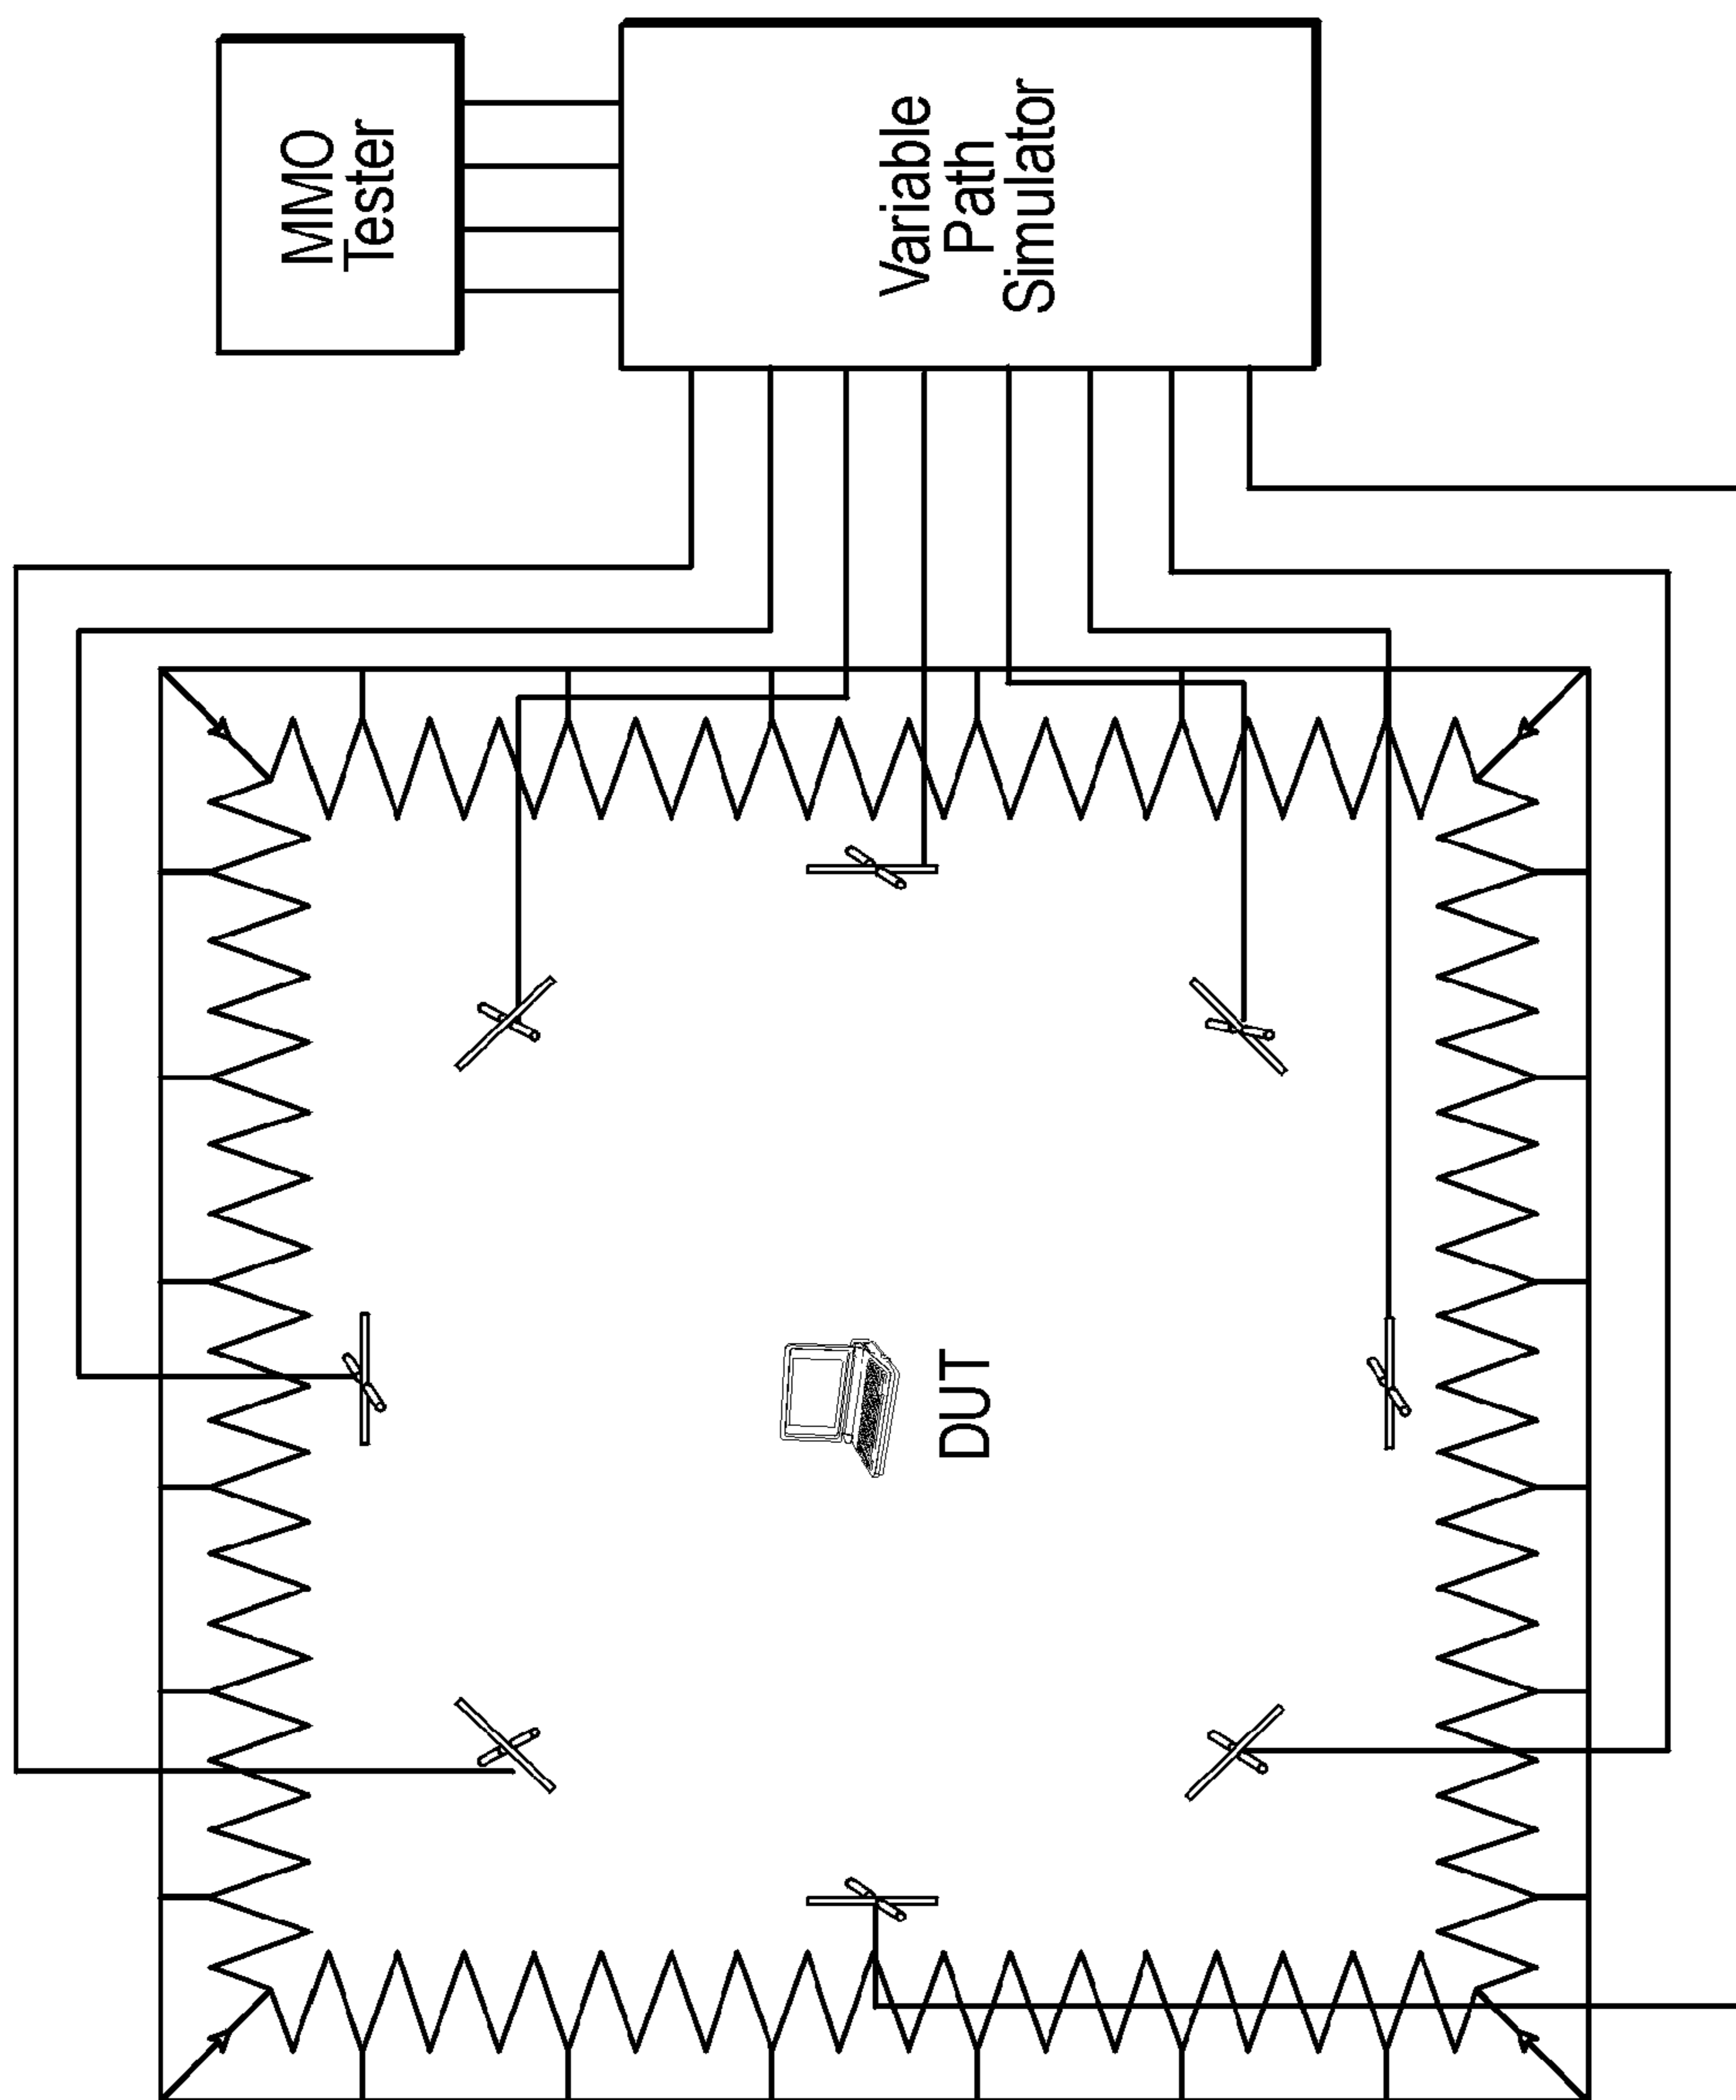 MMO
Tester
Variable
Path
Simulator
DUT